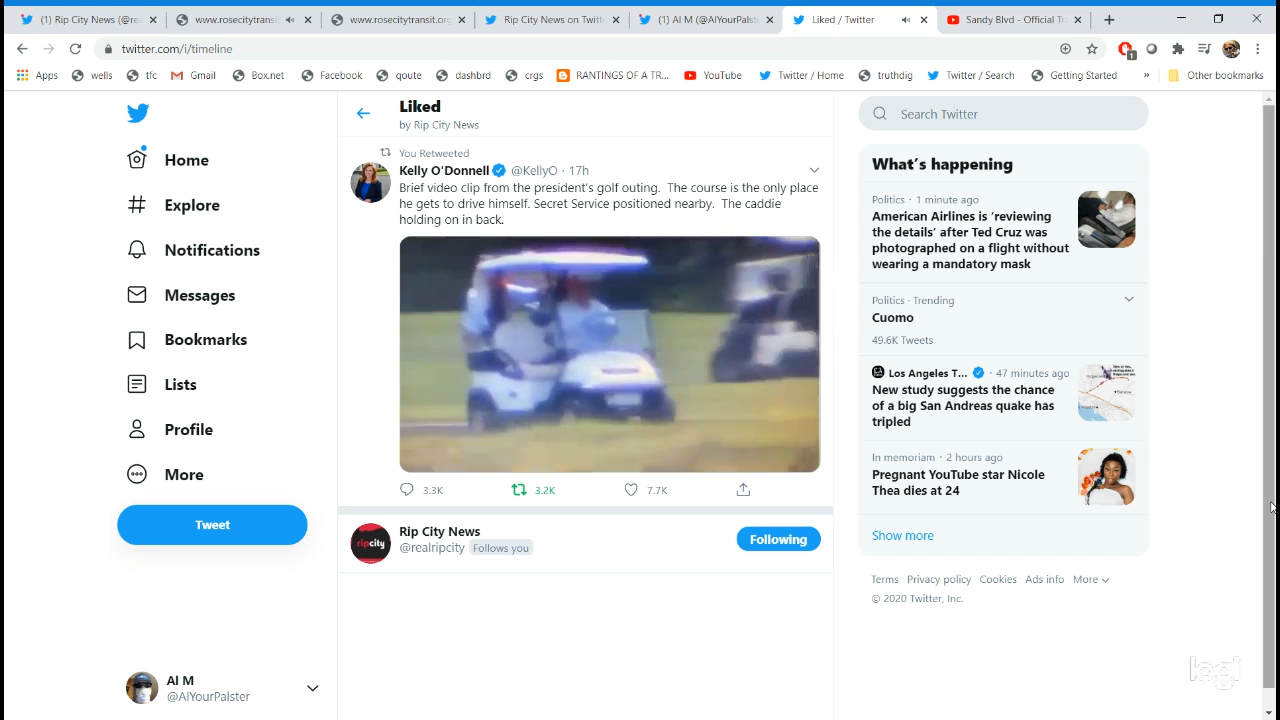 (1) Rip City News (@rea
www.rosecitytransi
www.rosecitytransit.org
Rip City News on Twitt
(1) Al M (@AlYourPalste
Liked / Twitter
Sandy Blvd - Official Tr
twitter.com/i/timeline
1
Apps
wells
tfc
Gmail
Box.net
Facebook
qoute
dashbrd
crgs
RANTINGS OF A TR...
YouTube
Twitter / Home
truthdig
Twitter / Search
Getting Started
»
Other bookmarks
Home
Explore
Notifications
Messages
Bookmarks
Lists
Profile
More
Tweet
Al M
@AlYourPalster
Liked
by Rip City News
You Retweeted
Kelly O'Donnell @KellyO · 17h
Brief video clip from the president's golf outing. The course is the only place
he gets to drive himself. Secret Service positioned nearby. The caddie
holding on in back.
3.3K
3.2K
7.7K
ripcity
Rip City News
@realripcity Follows you
Following
Search Twitter
What's happening
Politics · 1 minute ago
American Airlines is 'reviewing
the details' after Ted Cruz was
photographed on a flight without
wearing a mandatory mask
Politics · Trending
Cuomo
49.6K Tweets
Los Angeles T... · 47 minutes ago
New study suggests the chance
of a big San Andreas quake has
tripled
In memoriam · 2 hours ago
Pregnant YouTube star Nicole
Thea dies at 24
Show more
Terms Privacy policy Cookies Ads info More
© 2020 Twitter, Inc.
logi